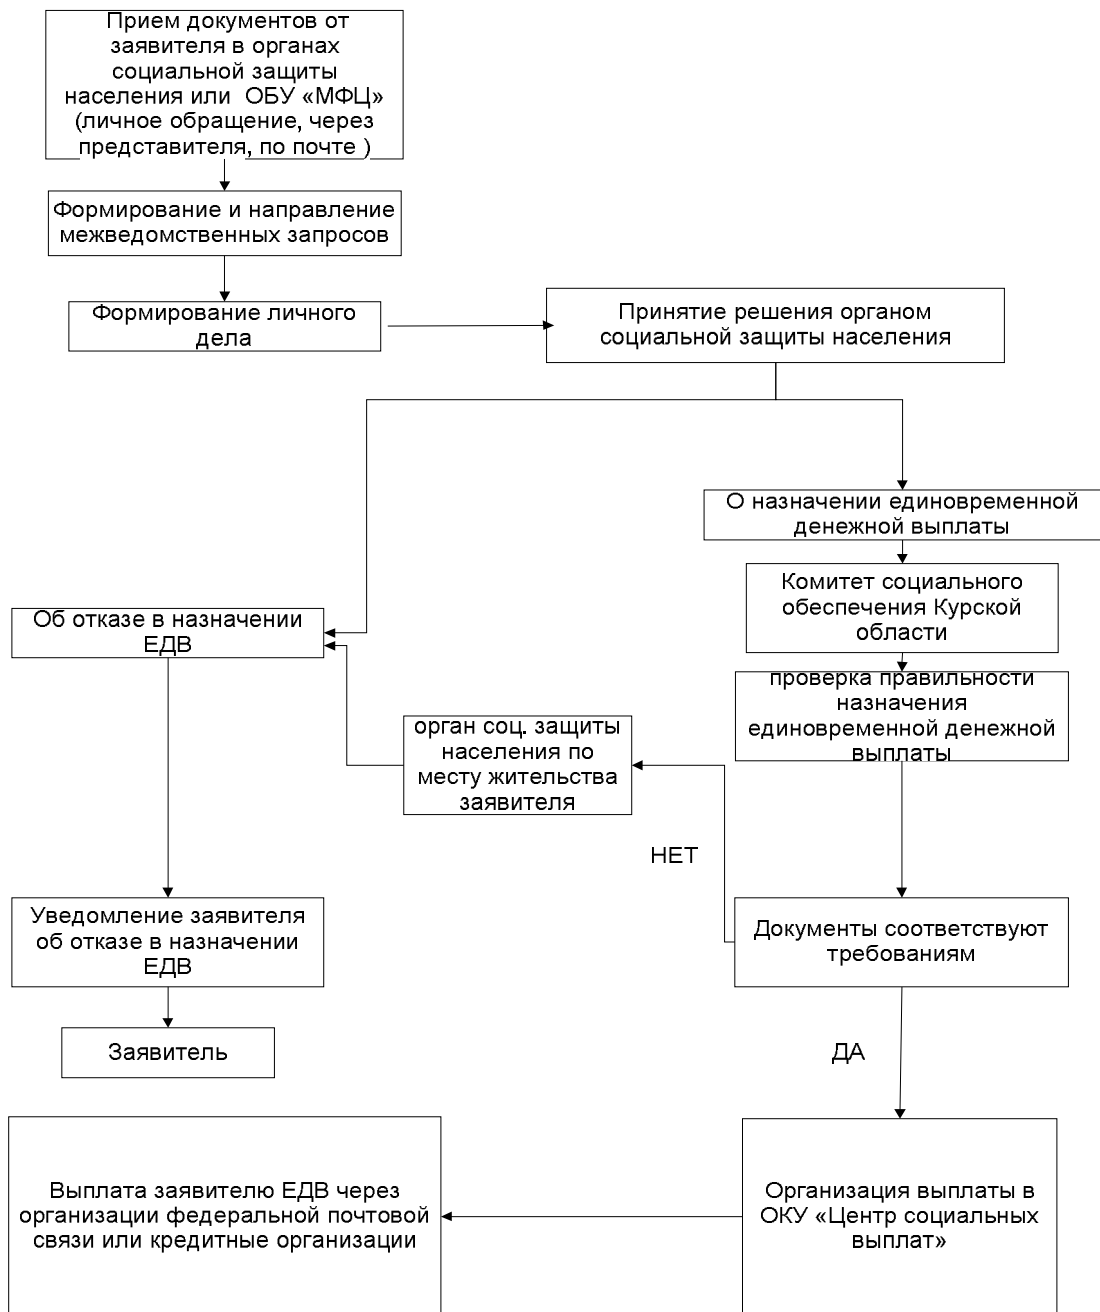 Прием документов от
заявителя в органах
социальной защиты
населения или ОБУ «МФЦ»
(личное обращение, через
представителя, по почте )
Формирование и направление
межведомственных запросов
Формирование личного
дела
Принятие решения органом
социальной защиты населения
О назначении единовременной
денежной выплаты
Комитет социального
обеспечения Курской
области
Об отказе в назначении
ЕДВ
проверка правильности
назначения
единовременной денежной
выплаты
орган соц. защиты
населения по
месту жительства
заявителя
НЕТ
Уведомление заявителя
об отказе в назначении
ЕДВ
Документы соответствуют
требованиям
Заявитель
ДА
Выплата заявителю ЕДВ через
организации федеральной почтовой
связи или кредитные организации
Организация выплаты в
ОКУ «Центр социальных
выплат»